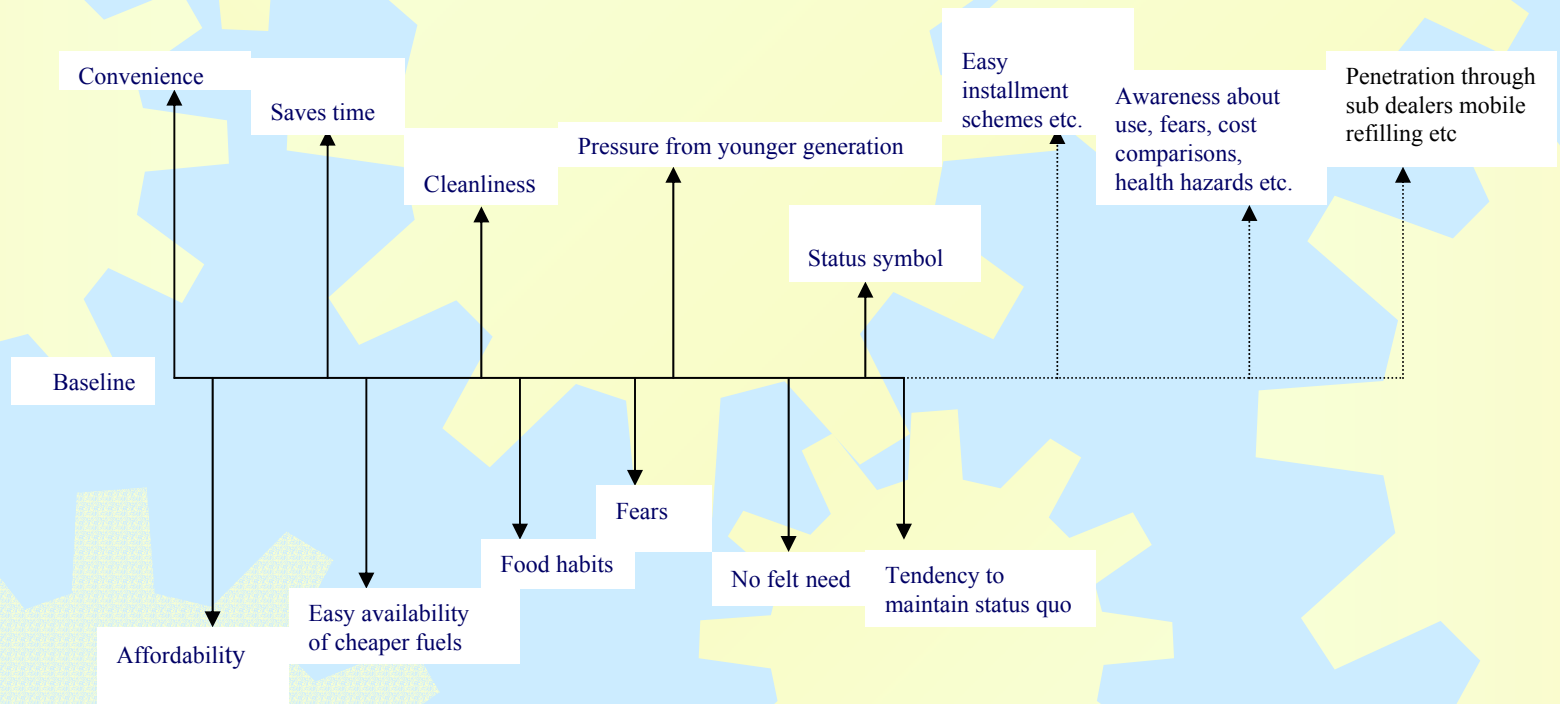 Convenience
Saves time
Cleanliness
Pressure from younger generation
Status symbol
Easy
installment
schemes etc.
Awareness about
use, fears, cost
comparisons,
health hazards etc.
Penetration through
sub dealers mobile
refilling etc
Baseline
Affordability
Easy availability
of cheaper fuels
Food habits
Fears
No felt need
Tendency to
maintain status quo